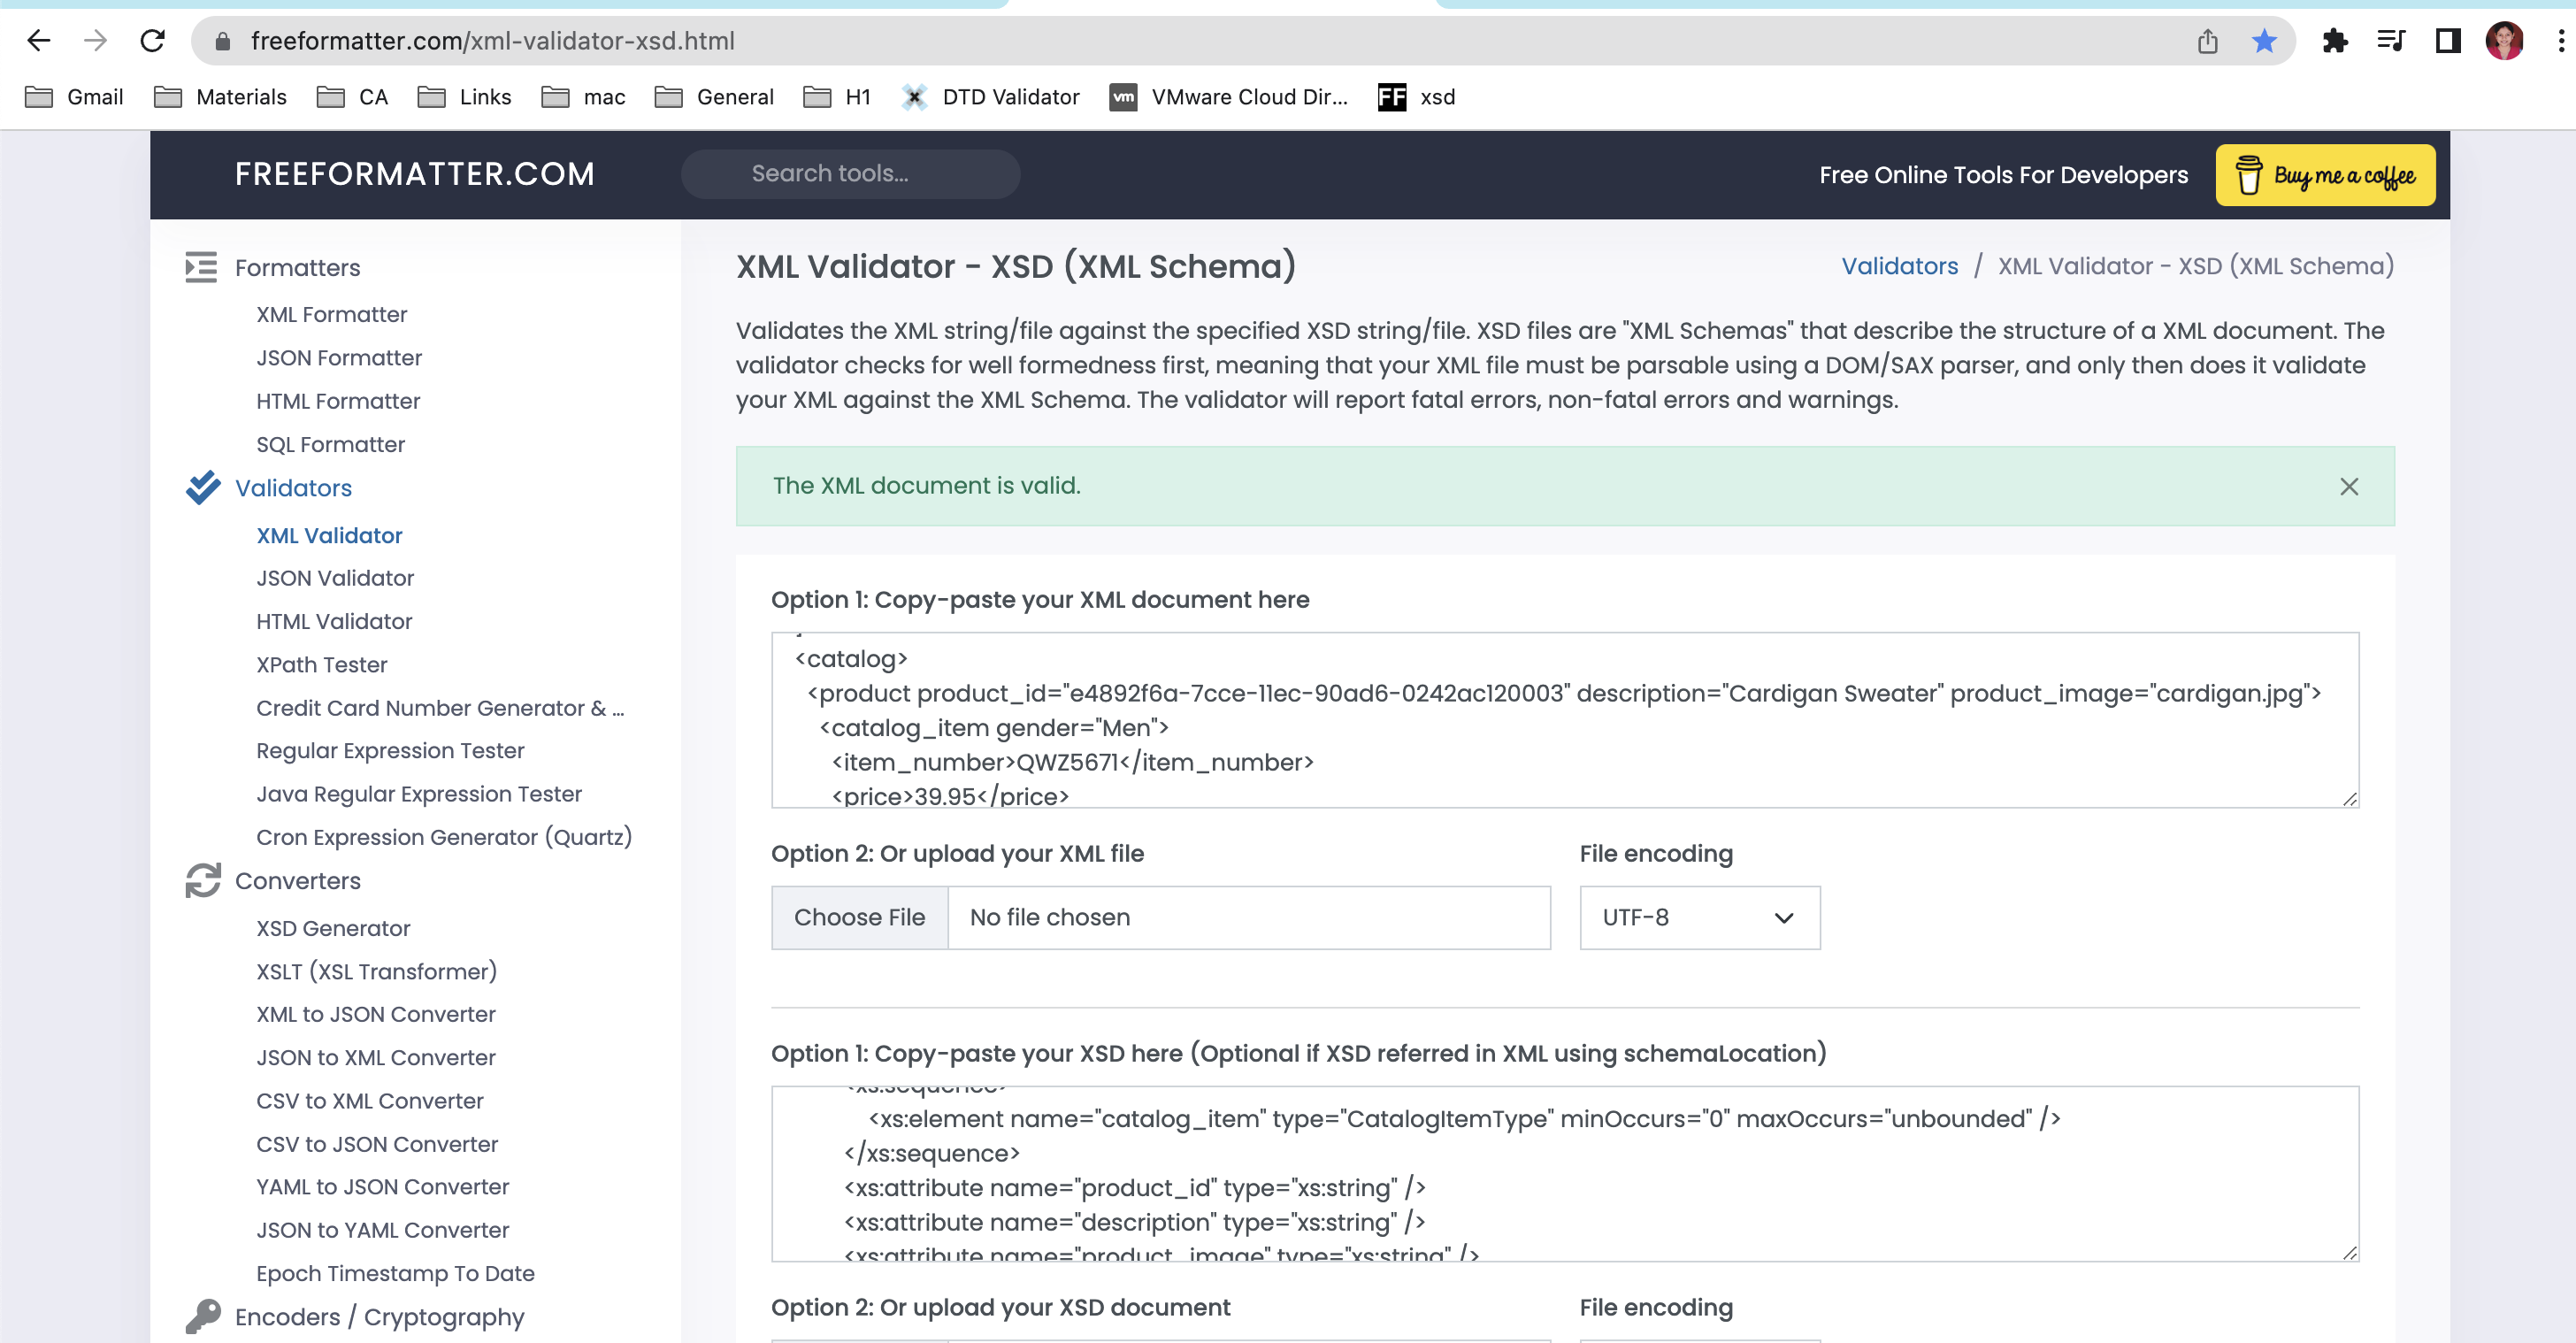 freeformatter.com/xml-validator-xsd.html
Gmail Materials CA Links mac General H1 DTD Validator vm VMware Cloud Dir... FF xsd
FREEFORMATTER.COM Search tools... Free Online Tools For Developers Buy me a coffee
Formatters
XML Formatter
JSON Formatter
HTML Formatter
SQL Formatter
Validators
XML Validator
JSON Validator
HTML Validator
XPath Tester
Credit Card Number Generator & ...
Regular Expression Tester
Java Regular Expression Tester
Cron Expression Generator (Quartz)
Converters
XSD Generator
XSLT (XSL Transformer)
XML to JSON Converter
JSON to XML Converter
CSV to XML Converter
CSV to JSON Converter
YAML to JSON Converter
JSON to YAML Converter
Epoch Timestamp To Date
Encoders / Cryptography
XML Validator - XSD (XML Schema)
Validators / XML Validator - XSD (XML Schema)
Validates the XML string/file against the specified XSD string/file. XSD files are "XML Schemas" that describe the structure of a XML document. The
validator checks for well formedness first, meaning that your XML file must be parsable using a DOM/SAX parser, and only then does it validate
your XML against the XML Schema. The validator will report fatal errors, non-fatal errors and warnings.
The XML document is valid.
Option 1: Copy-paste your XML document here
<catalog>
<product product_id="e4892f6a-7cce-11ec-90ad6-0242ac120003" description="Cardigan Sweater" product_image="cardigan.jpg">
<catalog_item gender="Men">
<item_number>QWZ5671</item_number>
<price>39.95</price>
Option 2: Or upload your XML file File encoding
Choose File No file chosen UTF-8
Option 1: Copy-paste your XSD here (Optional if XSD referred in XML using schemaLocation)
<xs:sequence>
<xs:element name="catalog_item" type="CatalogItemType" minOccurs="0" maxOccurs="unbounded" />
</xs:sequence>
<xs:attribute name="product_id" type="xs:string" />
<xs:attribute name="description" type="xs:string" />
<xs:attribute name="product_image" type="xs:string" />
Option 2: Or upload your XSD document File encoding